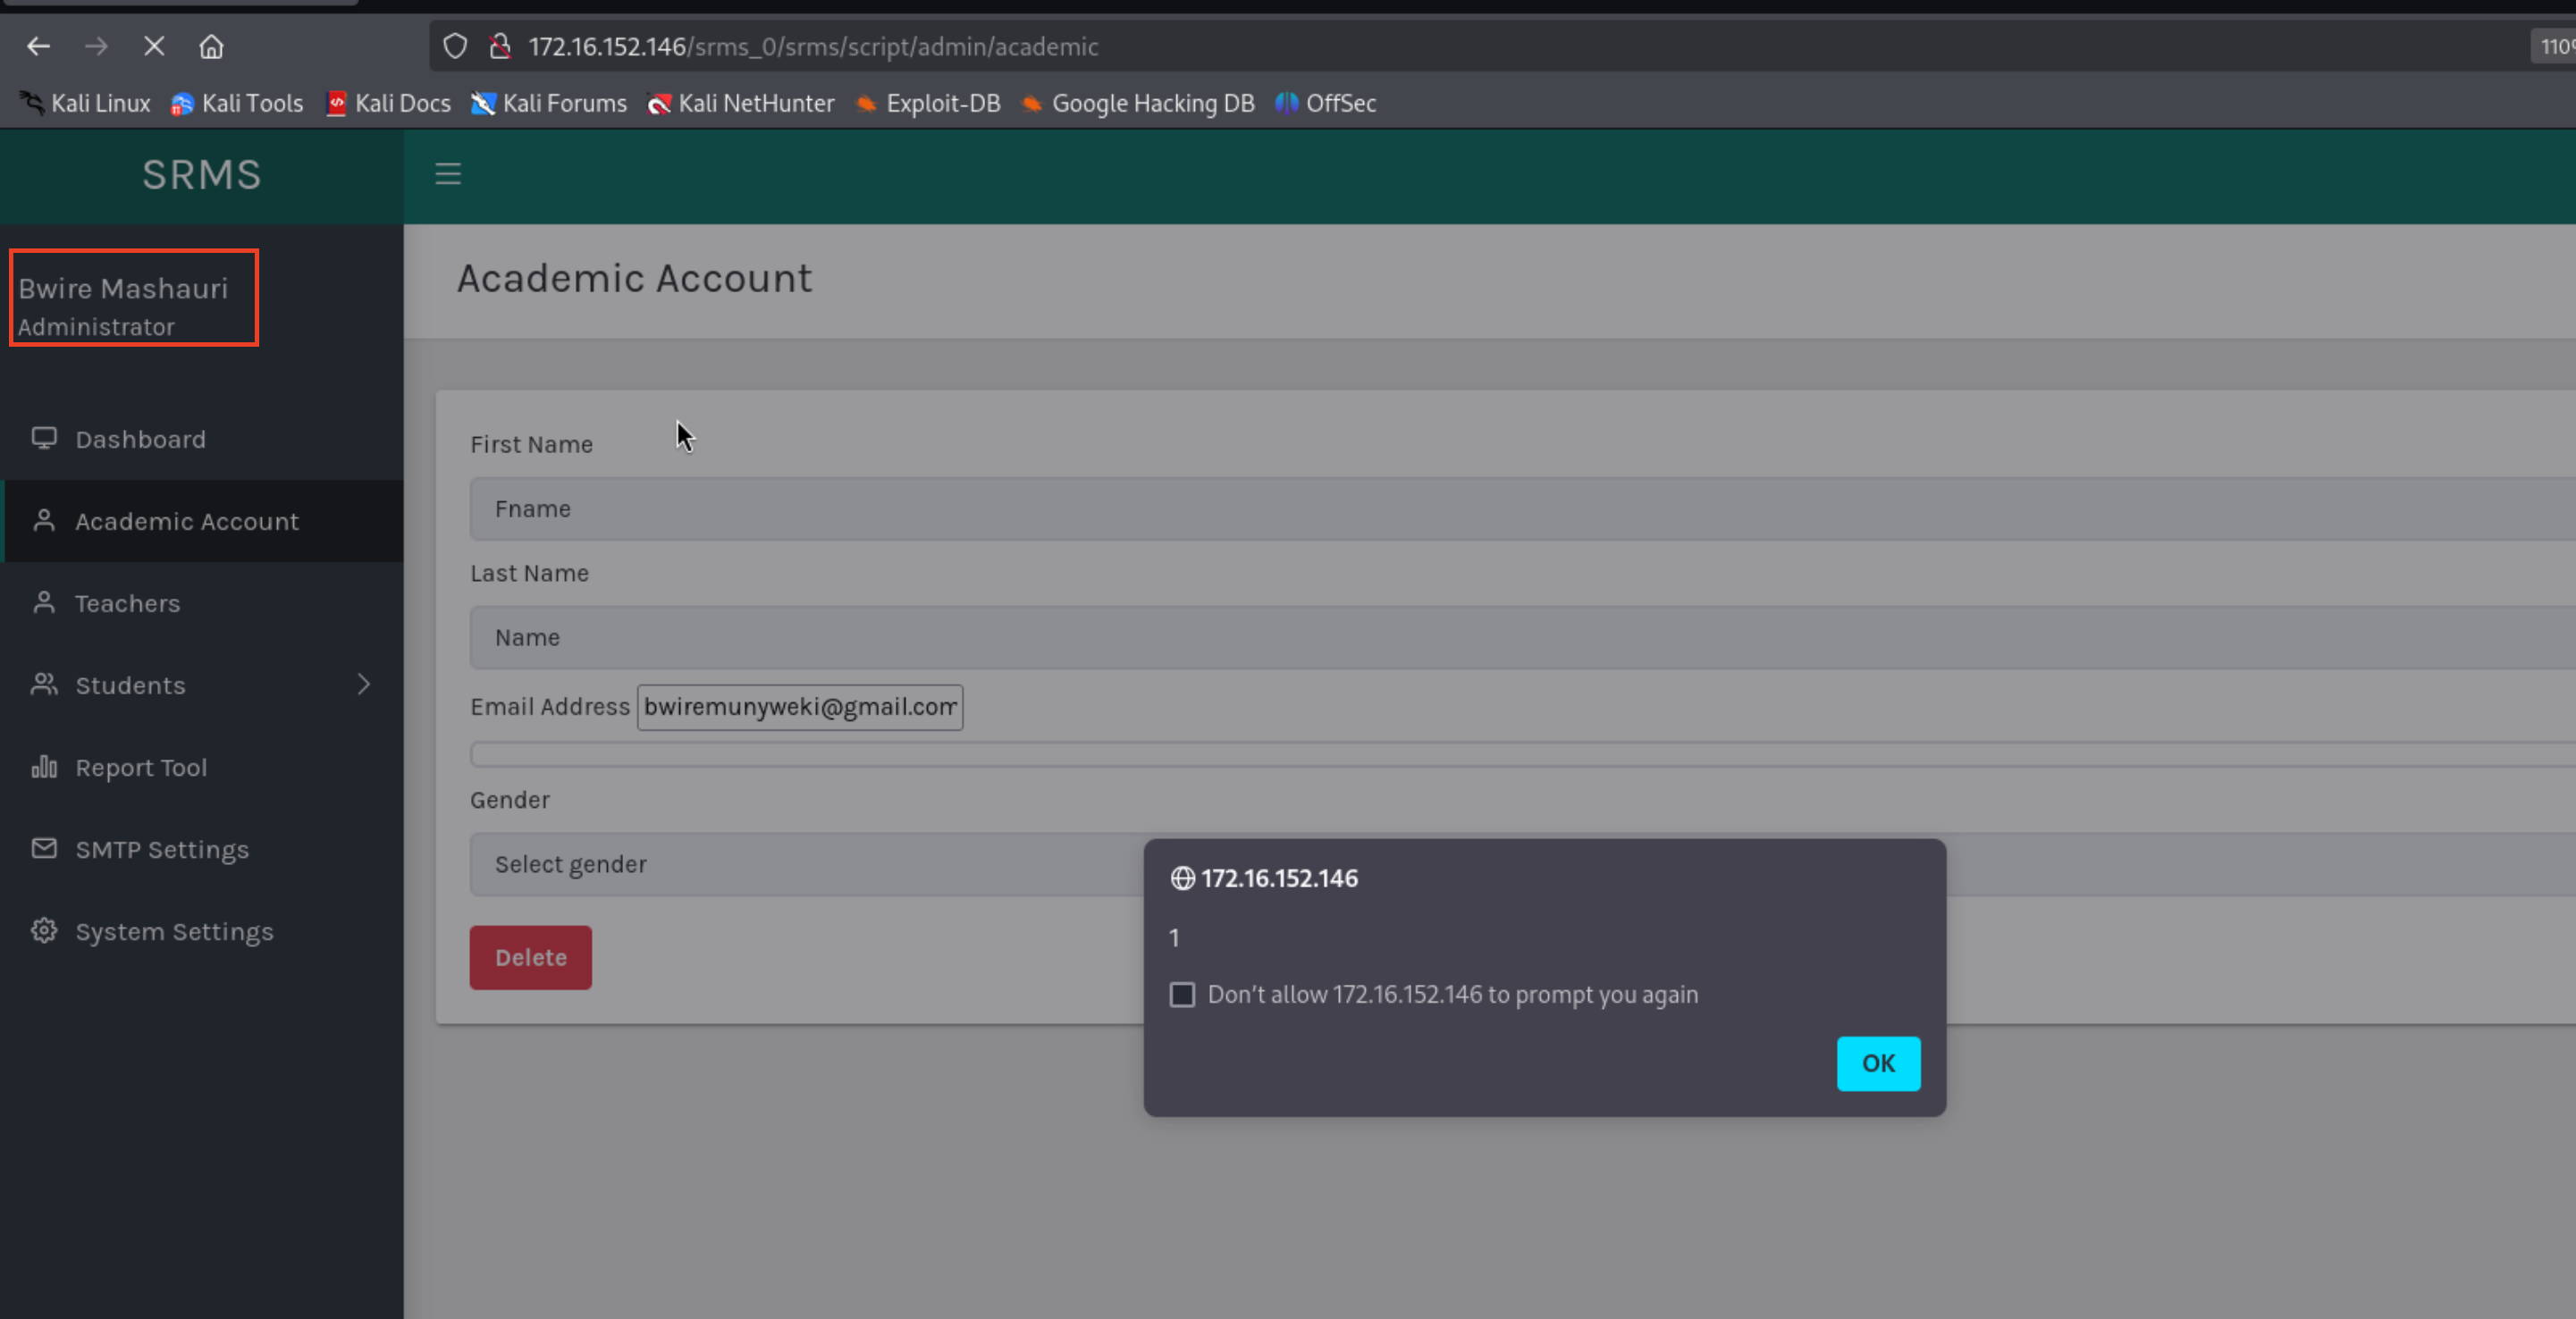 172.16.152.146/srms_0/srms/script/admin/academic
Kali Linux Kali Tools Kali Docs Kali Forums Kali NetHunter Exploit-DB Google Hacking DB OffSec
SRMS
Bwire Mashauri
Administrator
Dashboard
Academic Account
Teachers
Students
Report Tool
SMTP Settings
System Settings
Academic Account
First Name
Fname
Last Name
Name
Email Address bwiremunyweki@gmail.com
Gender
Select gender
Delete
172.16.152.146
1
Don't allow 172.16.152.146 to prompt you again
OK